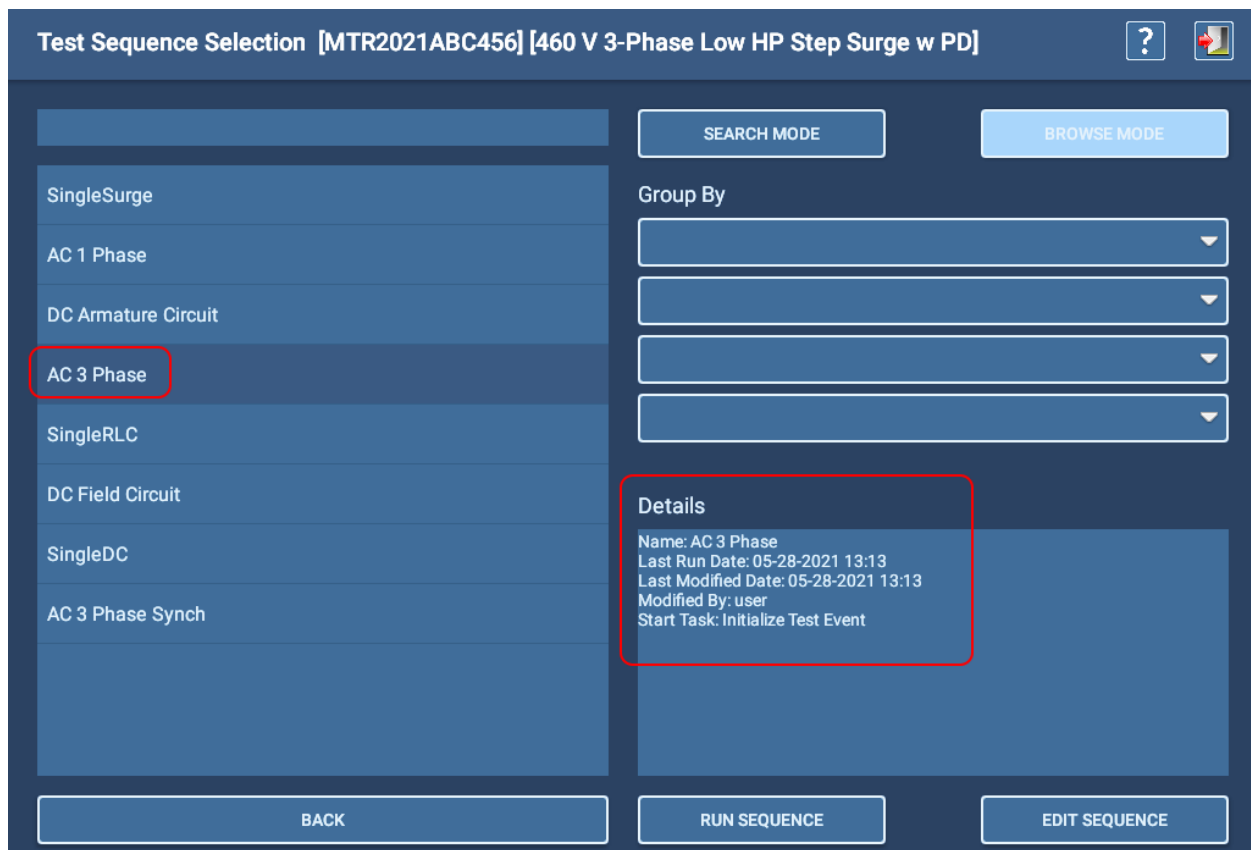 Test Sequence Selection [MTR2021ABC456] [460 V 3-Phase Low HP Step Surge w PD]
?
SEARCH MODE
BROWSE MODE
SingleSurge
AC 1 Phase
DC Armature Circuit
AC 3 Phase
SingleRLC
DC Field Circuit
SingleDC
AC 3 Phase Synch
Group By
Details
Name: AC 3 Phase
Last Run Date: 05-28-2021 13:13
Last Modified Date: 05-28-2021 13:13
Modified By: user
Start Task: Initialize Test Event
BACK
RUN SEQUENCE
EDIT SEQUENCE